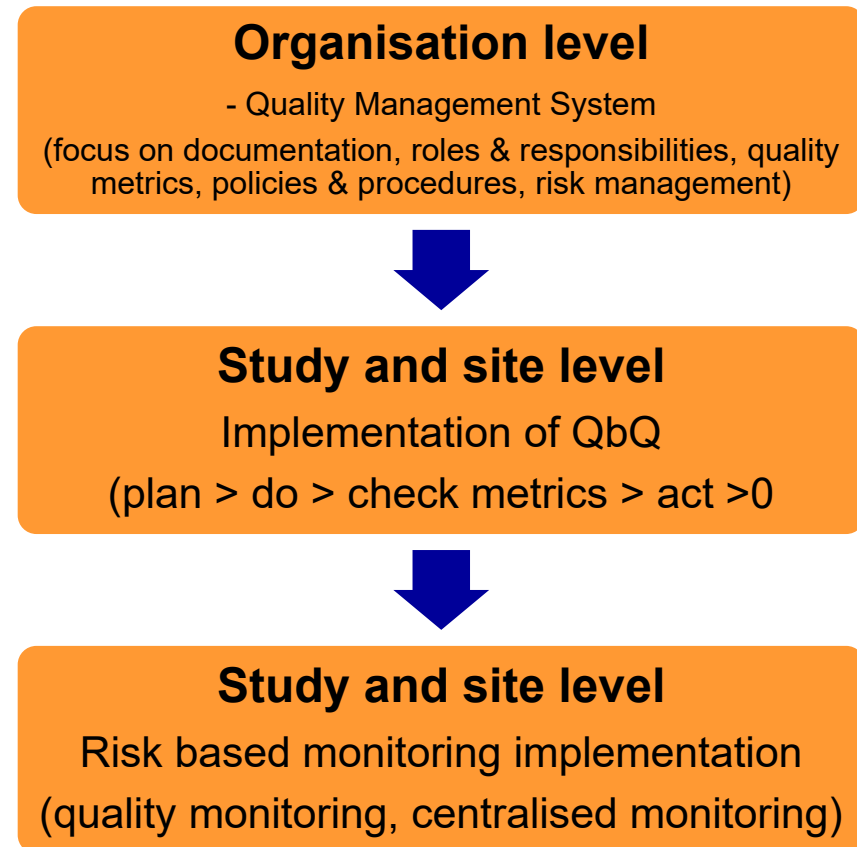 Organisation level
- Quality Management System
(focus on documentation, roles & responsibilities, quality
metrics, policies & procedures, risk management)
Study and site level
Implementation of QbQ
(plan > do > check metrics > act >0
Study and site level
Risk based monitoring implementation
(quality monitoring, centralised monitoring)